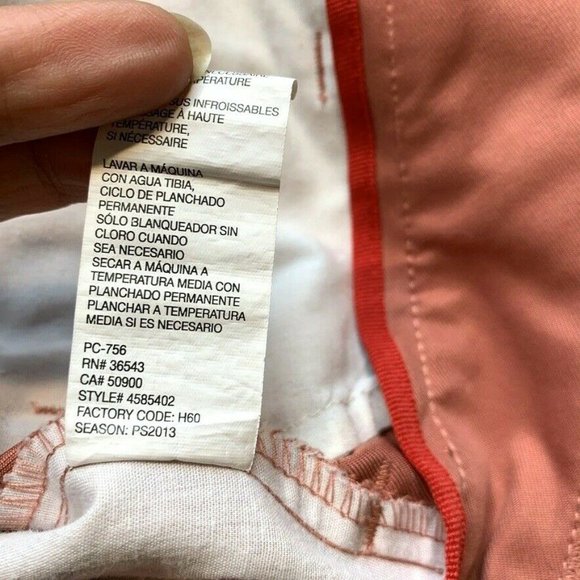 TEMPÉRATURE
SUS INFROISSABLES
AGE À HAUTE
TEMPÉRATURE,
SI NÉCESSAIRE
LAVAR A MÁQUINA
CON AGUA TIBIA,
CICLO DE PLANCHADO
PERMANENTE
SÓLO BLANQUEADOR SIN
CLORO CUANDO
SEA NECESARIO
SECAR A MÁQUINA A
TEMPERATURA MEDIA CON
PLANCHADO PERMANENTE
PLANCHAR A TEMPERATURA
MEDIA SI ES NECESARIO
PC-756
RN# 36543
CA# 50900
STYLE# 4585402
FACTORY CODE: H60
SEASON: PS2013